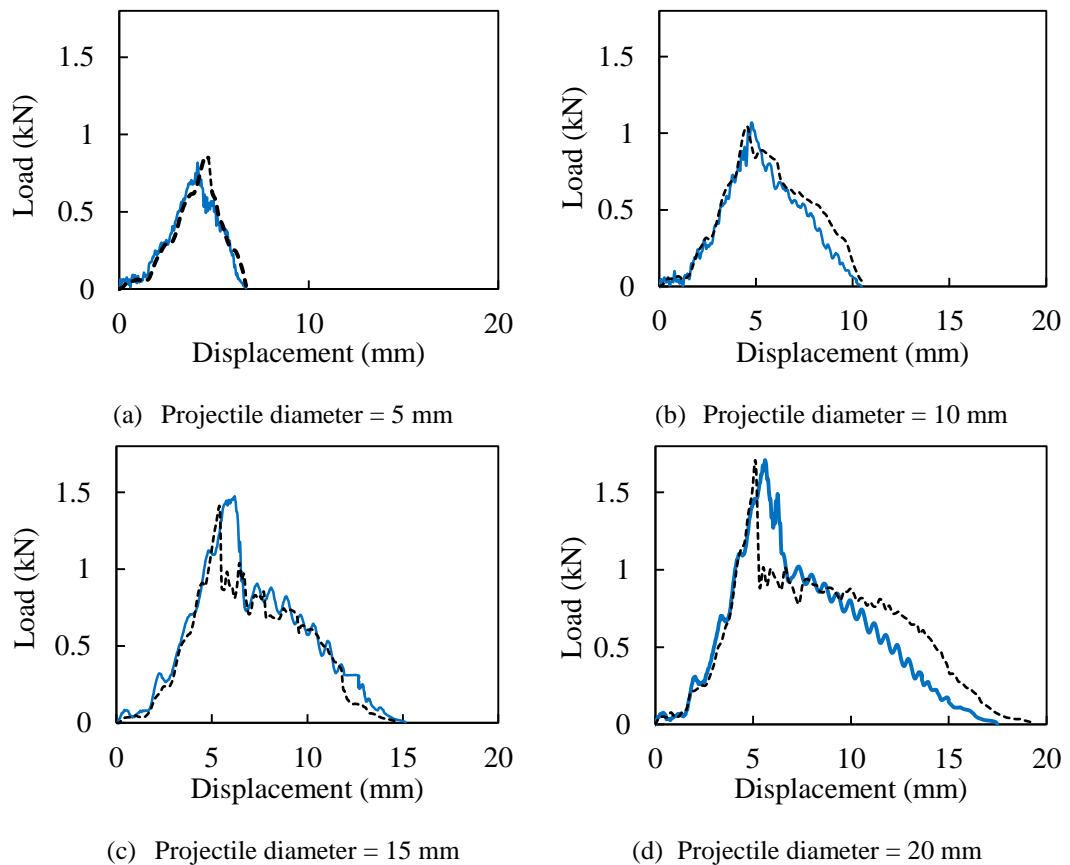 1.5
1
0.5
0
Load (kN)
0 10 20
Displacement (mm)
(a) Projectile diameter = 5 mm
1.5
1
0.5
0
Load (kN)
0 5 10 15 20
Displacement (mm)
(b) Projectile diameter = 10 mm
1.5
1
0.5
0
Load (kN)
0 5 10 15 20
Displacement (mm)
(c) Projectile diameter = 15 mm
1.5
1
0.5
0
Load (kN)
0 5 10 15 20
Displacement (mm)
(d) Projectile diameter = 20 mm